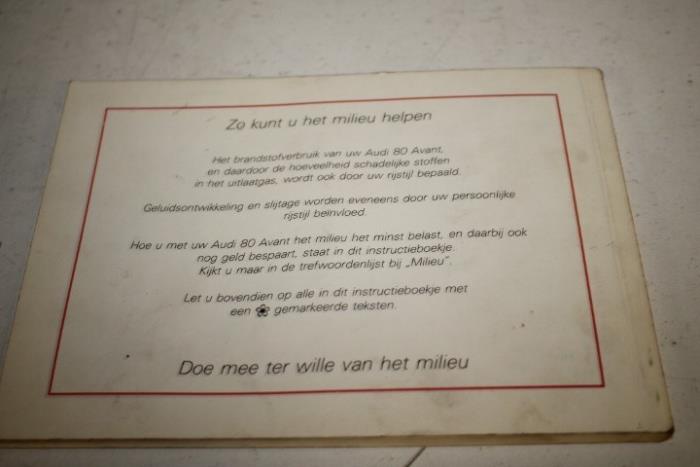 Zo kunt u het milieu helpen
Het brandstofverbruik van uw Audi 80 Avant,
en daardoor de hoeveelheid schadelijke stoffen
in het uitlaatgas, wordt ook door uw rijstijl bepaald.
Geluidsontwikkeling en slijtage worden eveneens door uw persoonlijke
rijstijl beïnvloed.
Hoe u met uw Audi 80 Avant het milieu het minst belast, en daarbij ook
nog geld bespaart, staat in dit instructieboekje.
Kijkt u maar in de trefwoordenlijst bij „Milieu".
Let u bovendien op alle in dit instructieboekje met
een gemarkeerde teksten.
Doe mee ter wille van het milieu